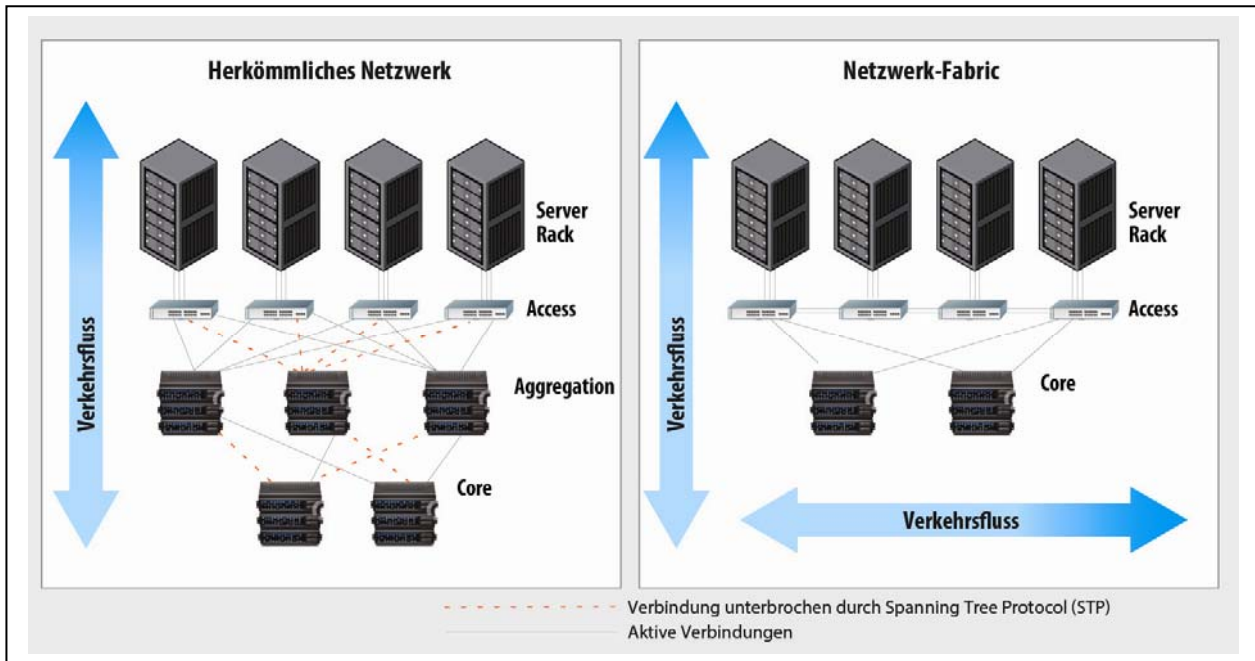 Herkömmliches Netzwerk
Verkehrsfluss
Server
Rack
Access
Aggregation
Core
Netzwerk-Fabric
Verkehrsfluss
Server
Rack
Access
Core
Verkehrsfluss
Verbindung unterbrochen durch Spanning Tree Protocol (STP)
Aktive Verbindungen